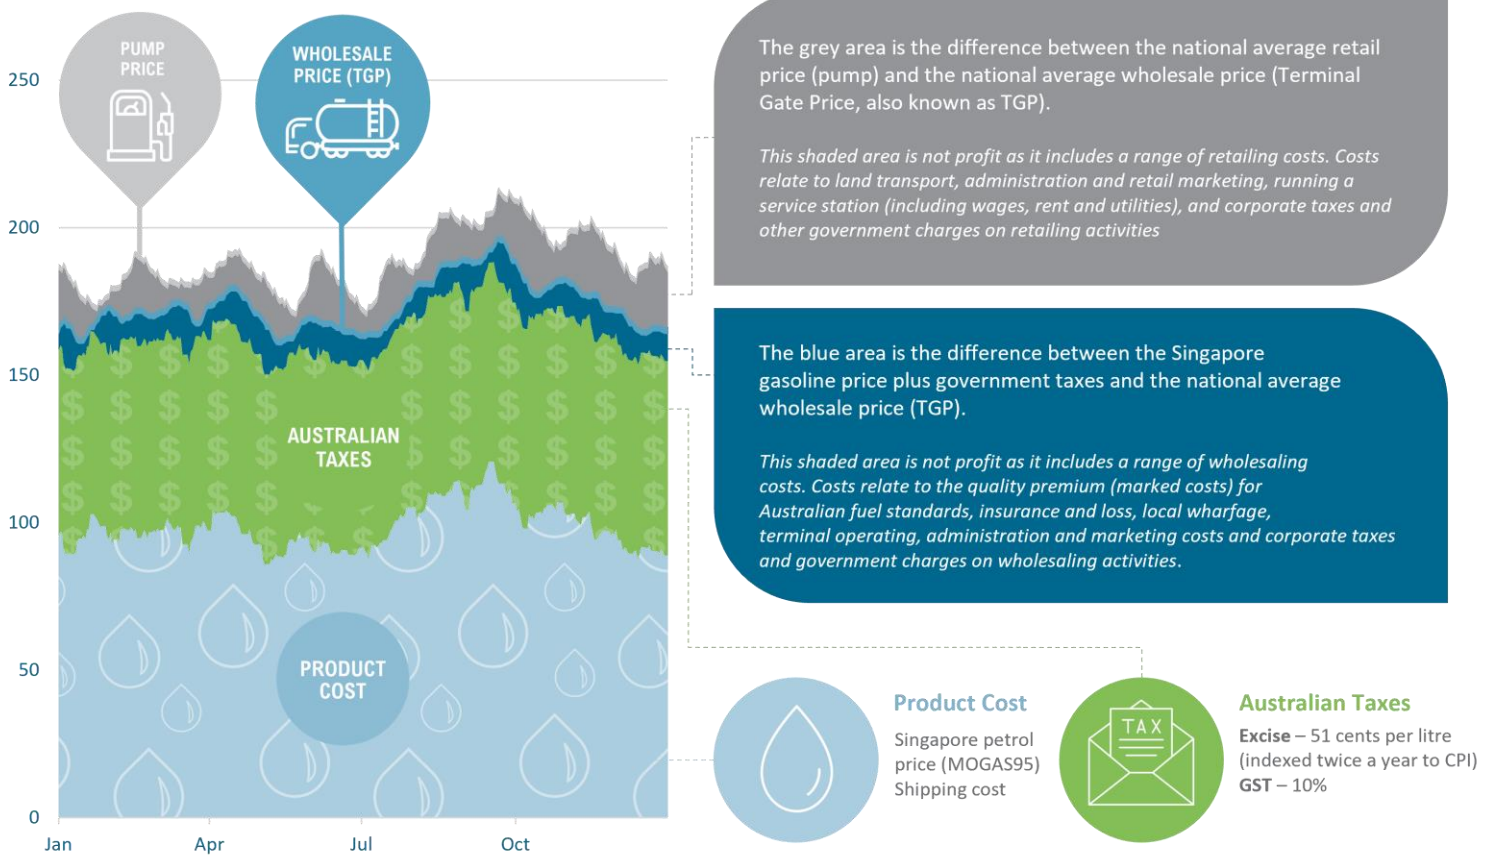 PUMP
PRICE
WHOLESALE
PRICE (TGP)
250
200
150
100
50
0
Jan
Apr
Jul
Oct
AUSTRALIAN
TAXES
PRODUCT
COST
The grey area is the difference between the national average retail
price (pump) and the national average wholesale price (Terminal
Gate Price, also known as TGP).
This shaded area is not profit as it includes a range of retailing costs. Costs
relate to land transport, administration and retail marketing, running a
service station (including wages, rent and utilities), and corporate taxes and
other government charges on retailing activities
The blue area is the difference between the Singapore
gasoline price plus government taxes and the national average
wholesale price (TGP).
This shaded area is not profit as it includes a range of wholesaling
costs. Costs relate to the quality premium (marked costs) for
Australian fuel standards, insurance and loss, local wharfage,
terminal operating, administration and marketing costs and corporate taxes
and government charges on wholesaling activities.
Product Cost
Singapore petrol
price (MOGAS95)
Shipping cost
TAX
Australian Taxes
Excise – 51 cents per litre
(indexed twice a year to CPI)
GST – 10%